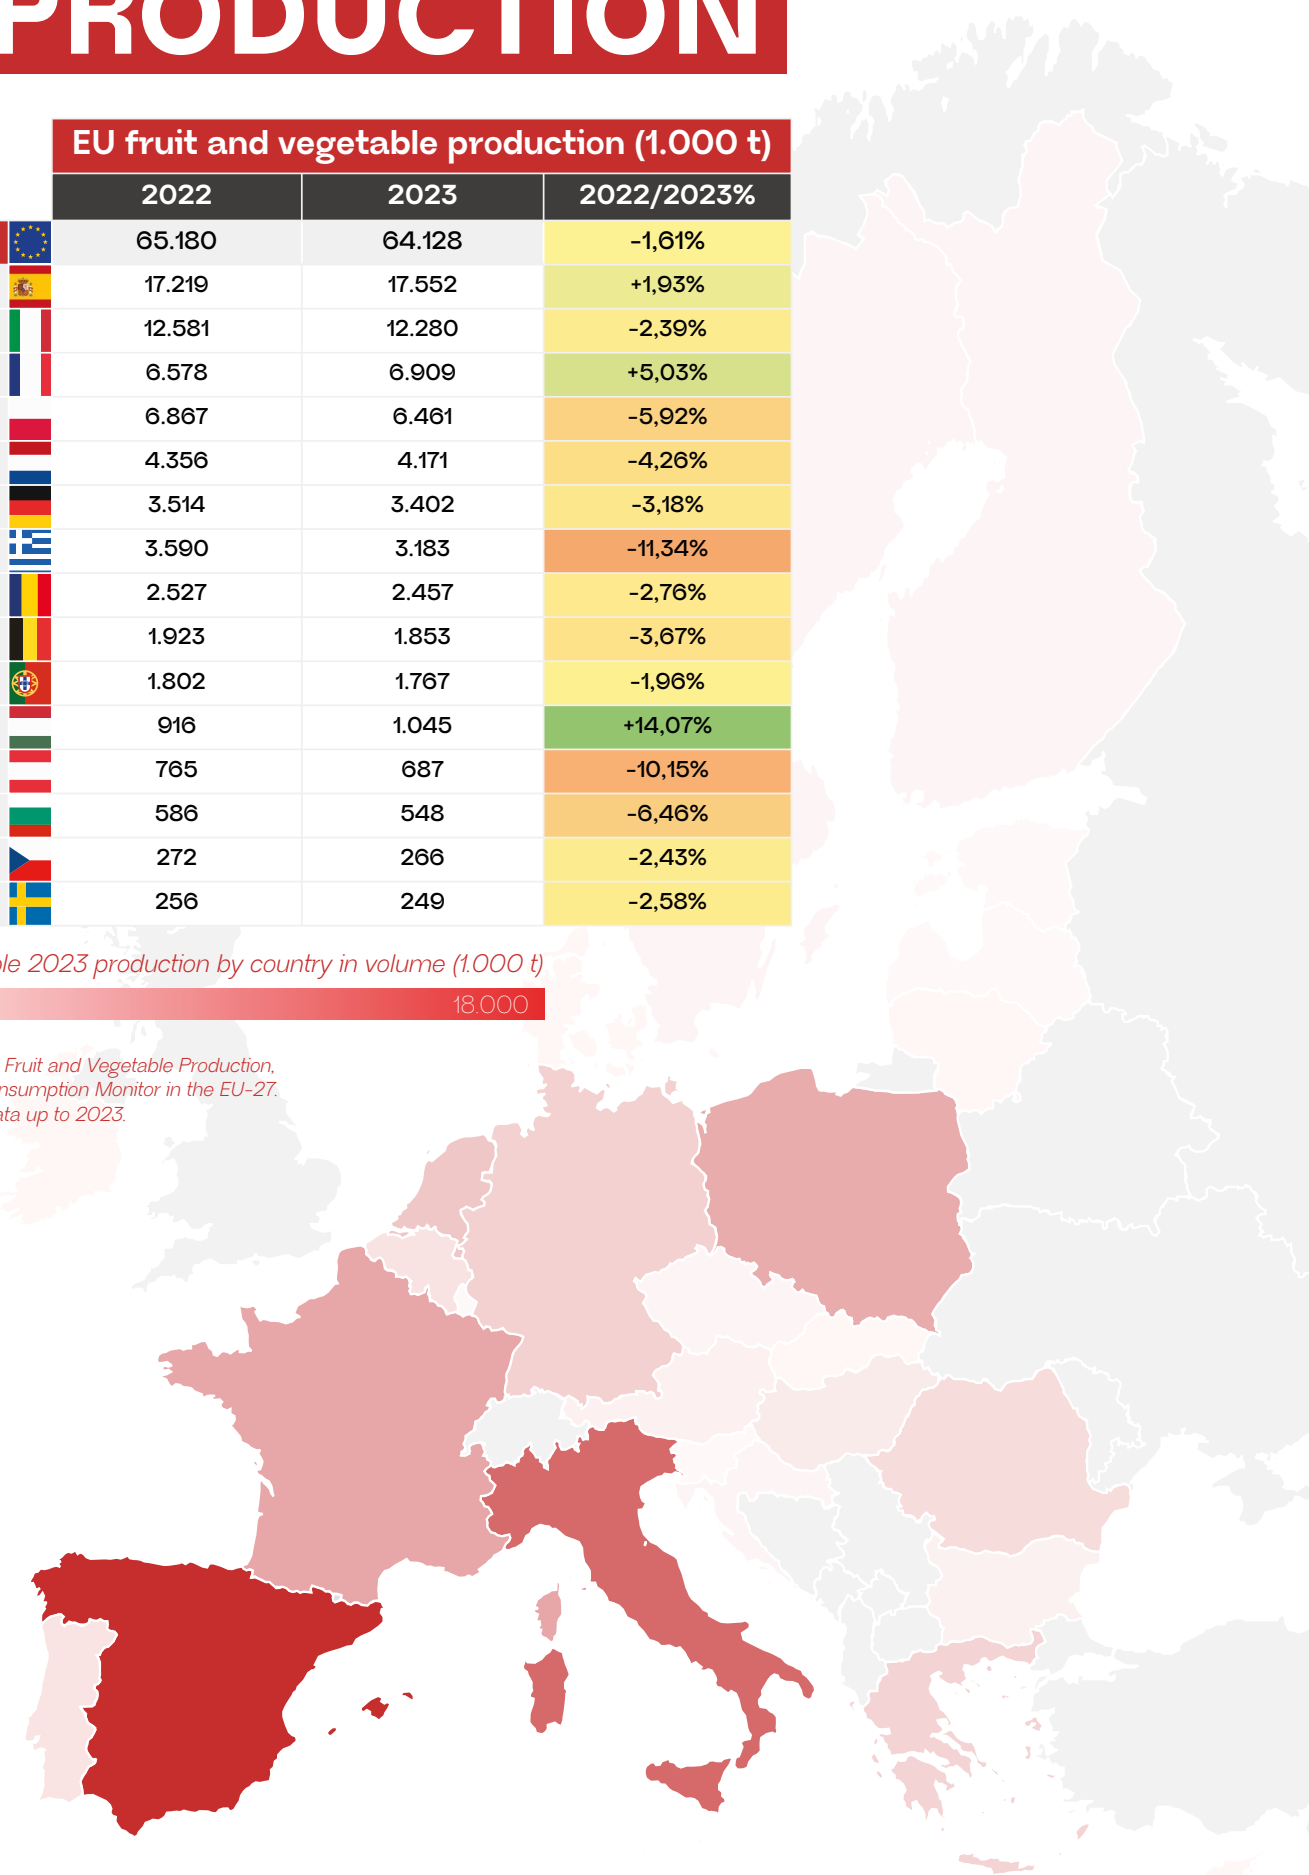 PRODUCTION
EU fruit and vegetable production (1.000 t)
2022 2023 2022/2023%
65.180 64.128 -1,61%
17.219 17.552 +1,93%
12.581 12.280 -2,39%
6.578 6.909 +5,03%
6.867 6.461 -5,92%
4.356 4.171 -4,26%
3.514 3.402 -3,18%
3.590 3.183 -11,34%
2.527 2.457 -2,76%
1.923 1.853 -3,67%
1.802 1.767 -1,96%
916 1.045 +14,07%
765 687 -10,15%
586 548 -6,46%
272 266 -2,43%
256 249 -2,58%
2023 production by country in volume (1.000 t)
18.000
Fruit and Vegetable Production,
Monitor in the EU-27.
up to 2023.